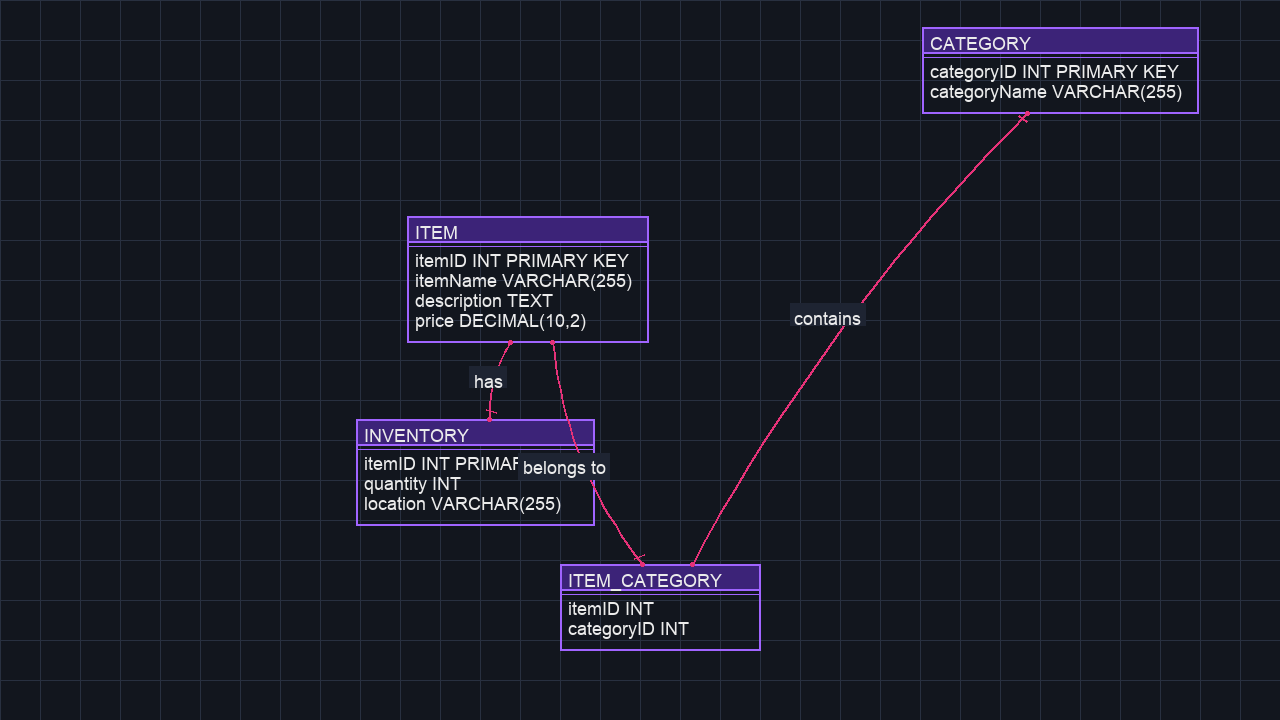 CATEGORY
categoryID INT PRIMARY KEY
categoryName VARCHAR(255)
ITEM
itemID INT PRIMARY KEY
itemName VARCHAR(255)
description TEXT
price DECIMAL(10,2)
contains
has
INVENTORY
itemID INT
quantity INT
location VARCHAR(255)
belongs to
ITEM_CATEGORY
itemID INT
categoryID INT